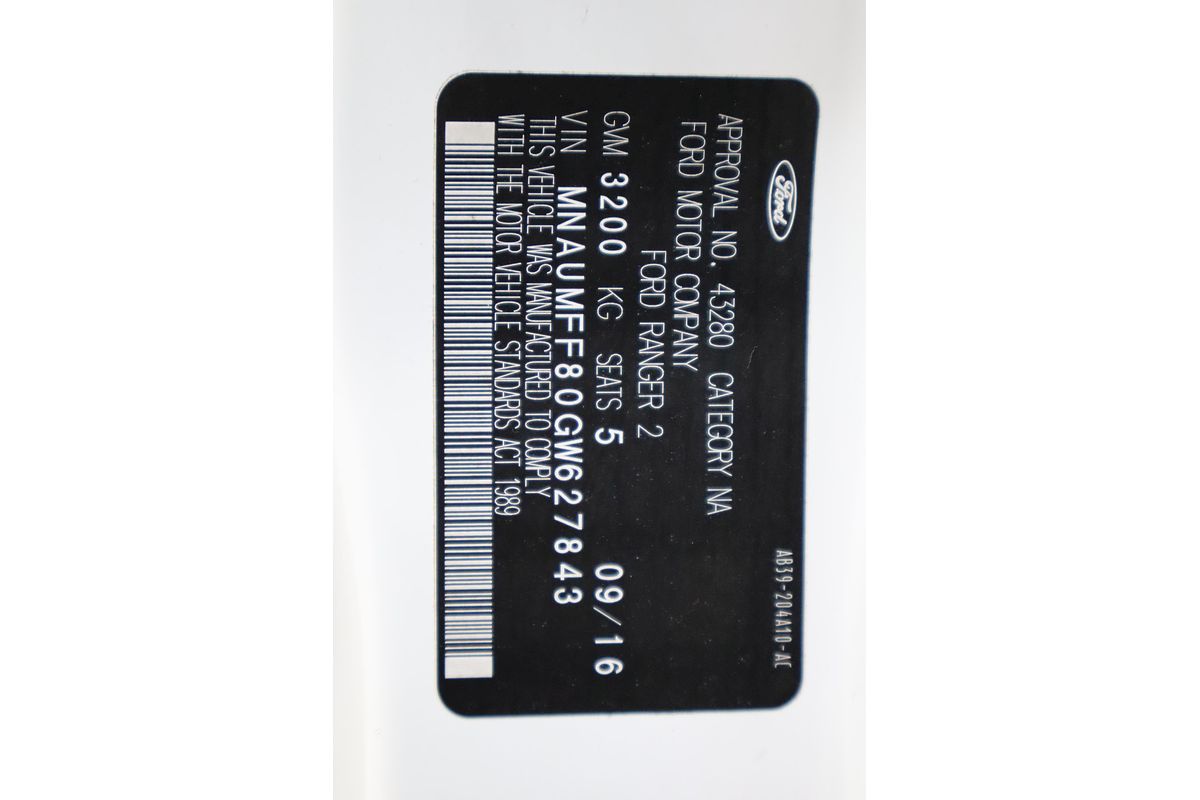 Ford
AB39-204A10-AC
APPROVAL NO. 43280 CATEGORY NA
FORD MOTOR COMPANY
FORD RANGER 2
GVM 3200 KG SEATS 5 09/16
VIN MNAUMFF80GW627843
THIS VEHICLE WAS MANUFACTURED TO COMPLY
WITH THE MOTOR VEHICLE STANDARDS ACT 1989